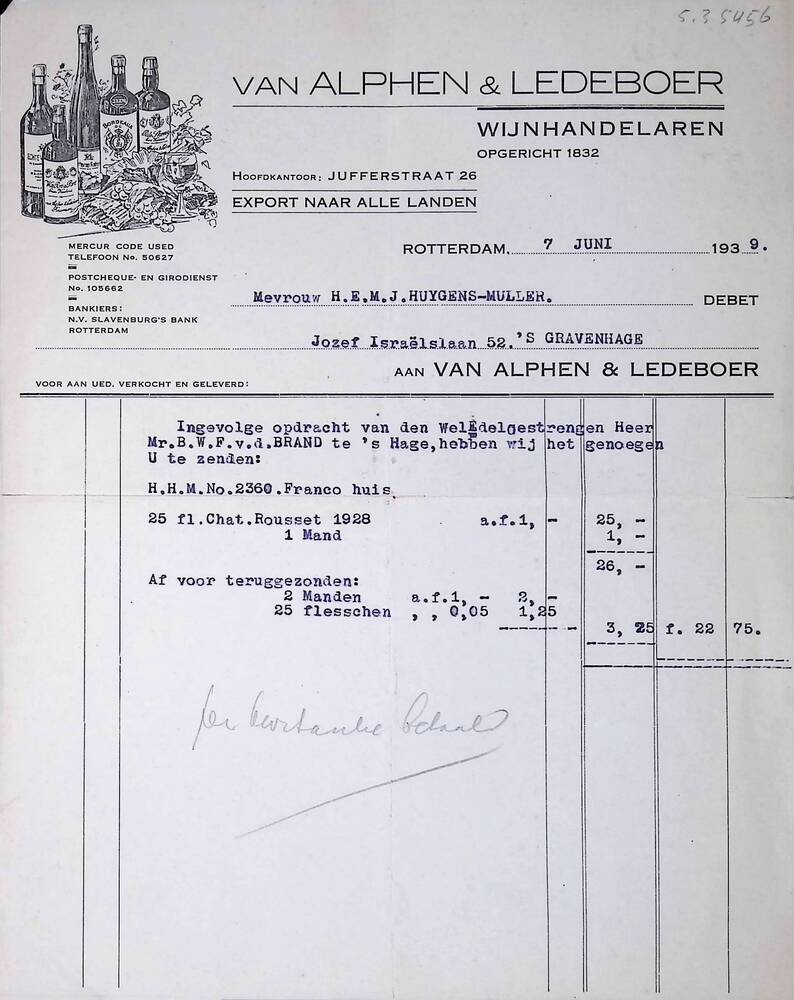 5.3 5456
VAN ALPHEN & LEDEBOER
WIJNHANDELAREN
OPGERICHT 1832
HOOFDKANTOOR: JUFFERSTRAAT 26
EXPORT NAAR ALLE LANDEN
BORDEAUX
MERCUR CODE USED
TELEFOON No. 50627
POSTCHEQUE- EN GIRODIENST
No. 105662
BANKIERS:
N.V. SLAVENBURG'S BANK
ROTTERDAM
ROTTERDAM, 7 JUNI 1939.
Mevrouw H.E.M.J.HUYGENS-MULLER. DEBET
Jozef Israëlslaan 52.'S GRAVENHAGE
AAN VAN ALPHEN & LEDEBOER
VOOR AAN UED. VERKOCHT EN GELEVERD:
Ingevolge opdracht van den WelEdelgestrengen Heer
Mr.B.W.F.v.d.BRAND te 's Hage,hebben wij het genoegen
U te zenden:
H.H.M.No.2360.Franco huis.
25 fl.Chat.Rousset 1928 a.f.1, - 25, -
1 Mand 1, -
26, -
Af voor teruggezonden:
2 Manden a.f.1, - 2, -
25 flesschen , , 0,05 1,25
3, 25 f. 22 75.
betaald